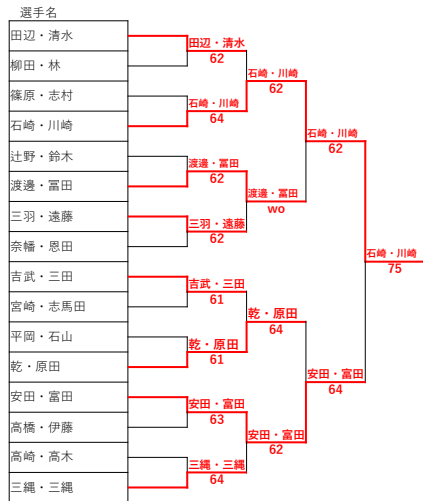 選手名
田辺・清水
柳田・林
篠原・志村
石崎・川崎
辻野・鈴木
渡邊・冨田
三羽・遠藤
奈幡・恩田
吉武・三田
宮崎・志馬田
平岡・石山
乾・原田
安田・富田
高橋・伊藤
高崎・高木
三縄・三縄
田辺・清水
62
石崎・川崎
64
渡邉・冨田
62
三羽・遠藤
62
吉武・三田
61
乾・原田
61
安田・富田
63
三縄・三縄
64
石崎・川崎
62
渡邉・冨田
wo
乾・原田
64
安田・富田
62
石崎・川崎
62
安田・富田
64
石崎・川崎
75